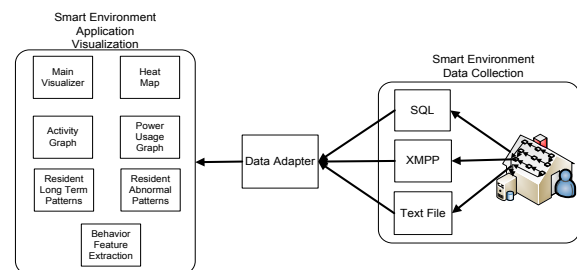 Smart Environment
Application
Visualization
Main
Visualizer
Heat
Map
Activity
Graph
Power
Usage
Graph
Resident
Long Term
Patterns
Resident
Abnormal
Patterns
Behavior
Feature
Extraction
Data Adapter
Smart Environment
Data Collection
SQL
XMPP
Text File